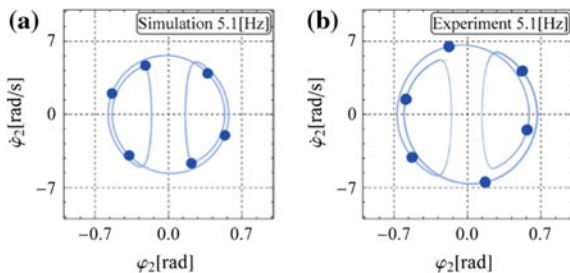 (a)
Simulation 5.1[Hz]
7
0
−7
φ̇₂[rad/s]
−0.7 0.0 0.7
φ₂[rad]
(b)
Experiment 5.1[Hz]
7
0
−7
φ̇₂[rad/s]
−0.7 0.0 0.7
φ₂[rad]